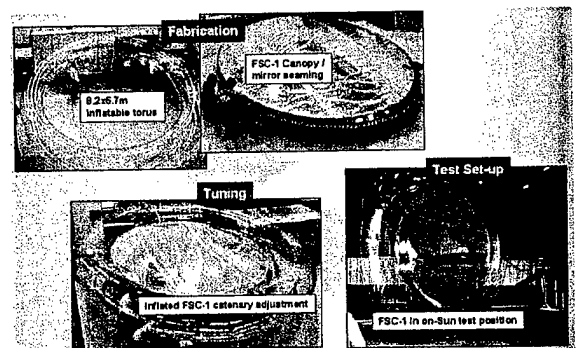 Fabrication
FSC-1 Canopy /
mirror seaming
8.2x6.7m
Inflatable torus
Tuning
Test Set-up
Inflated FSC-1 catenary adjustment
FSC-1 in on-Sun test position